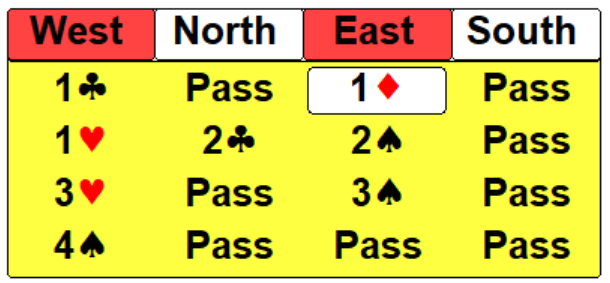 West North East South
1♣ Pass 1♦ Pass
1♥ 2♣ 2♠ Pass
3♥ Pass 3♠ Pass
4♠ Pass Pass Pass